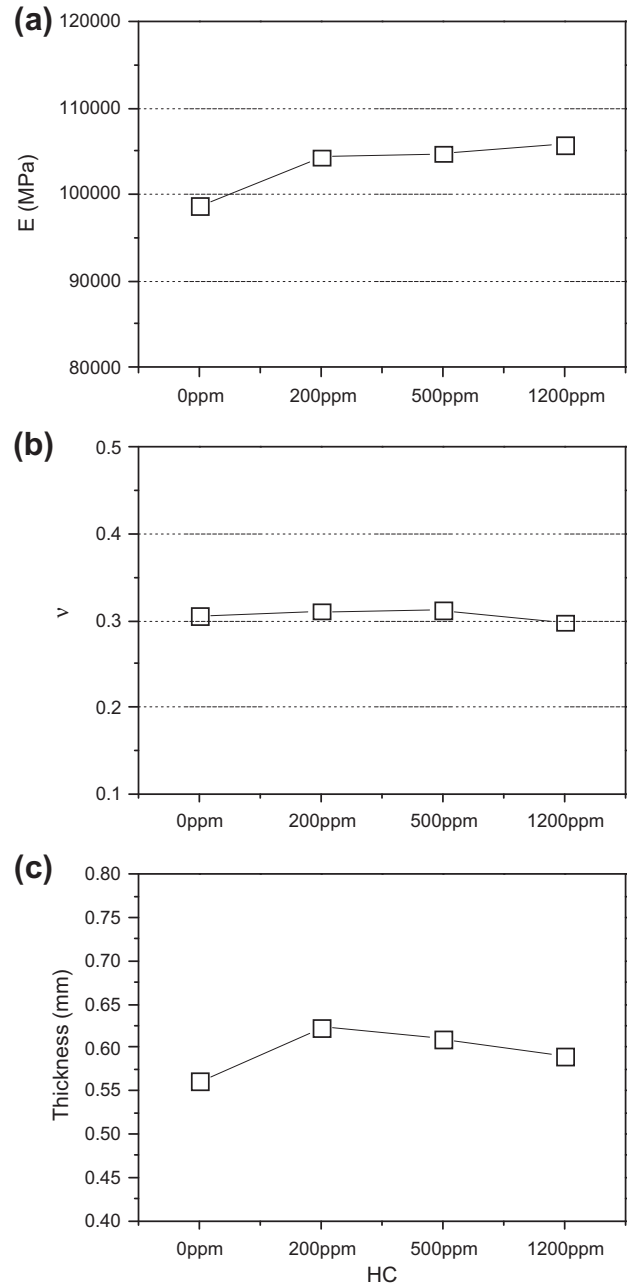 (a)
120000
110000
100000
90000
80000
E (MPa)
0ppm 200ppm 500ppm 1200ppm
(b)
0.5
0.4
0.3
0.2
0.1
ν
0ppm 200ppm 500ppm 1200ppm
(c)
0.80
0.75
0.70
0.65
0.60
0.55
0.50
0.45
0.40
Thickness (mm)
0ppm 200ppm 500ppm 1200ppm
HC